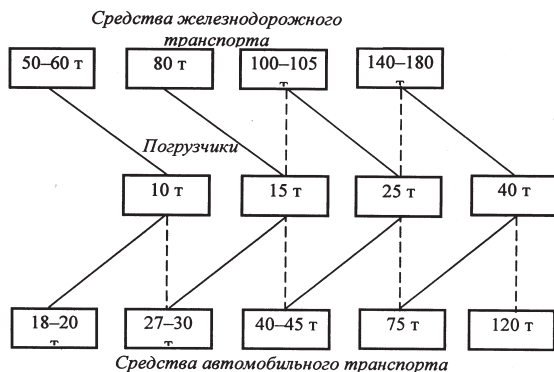 Средства железнодорожного
транспорта
50–60 т 80 т 100–105 т 140–180 т
Погрузчики
10 т 15 т 25 т 40 т
18–20 т 27–30 т 40–45 т 75 т 120 т
Средства автомобильного транспорта